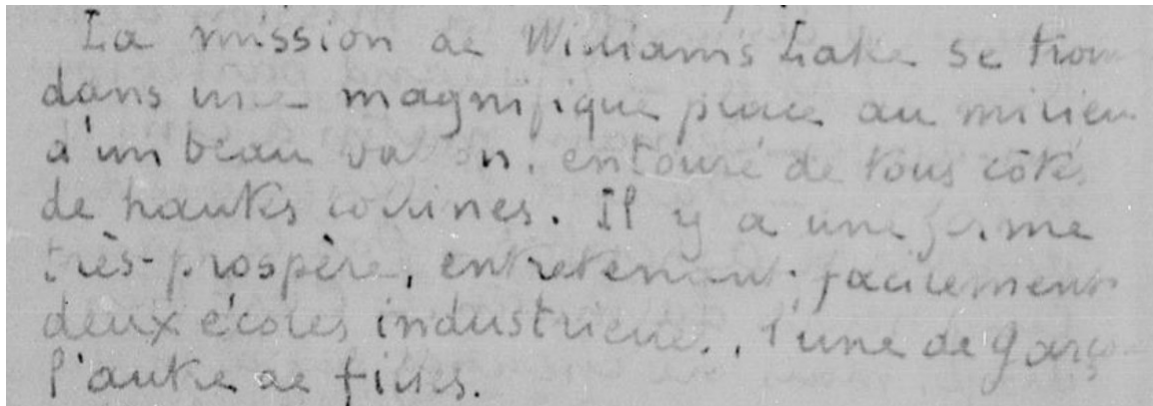 La mission de Williams Lake se trouve
dans une magnifique place au milieu
d'un beau vallon, entouré de tous côtés
de hautes collines. Il y a une ferme
très-prospère, entretenant facilement
deux écoles industrielles, l'une de garçons
l'autre de filles.